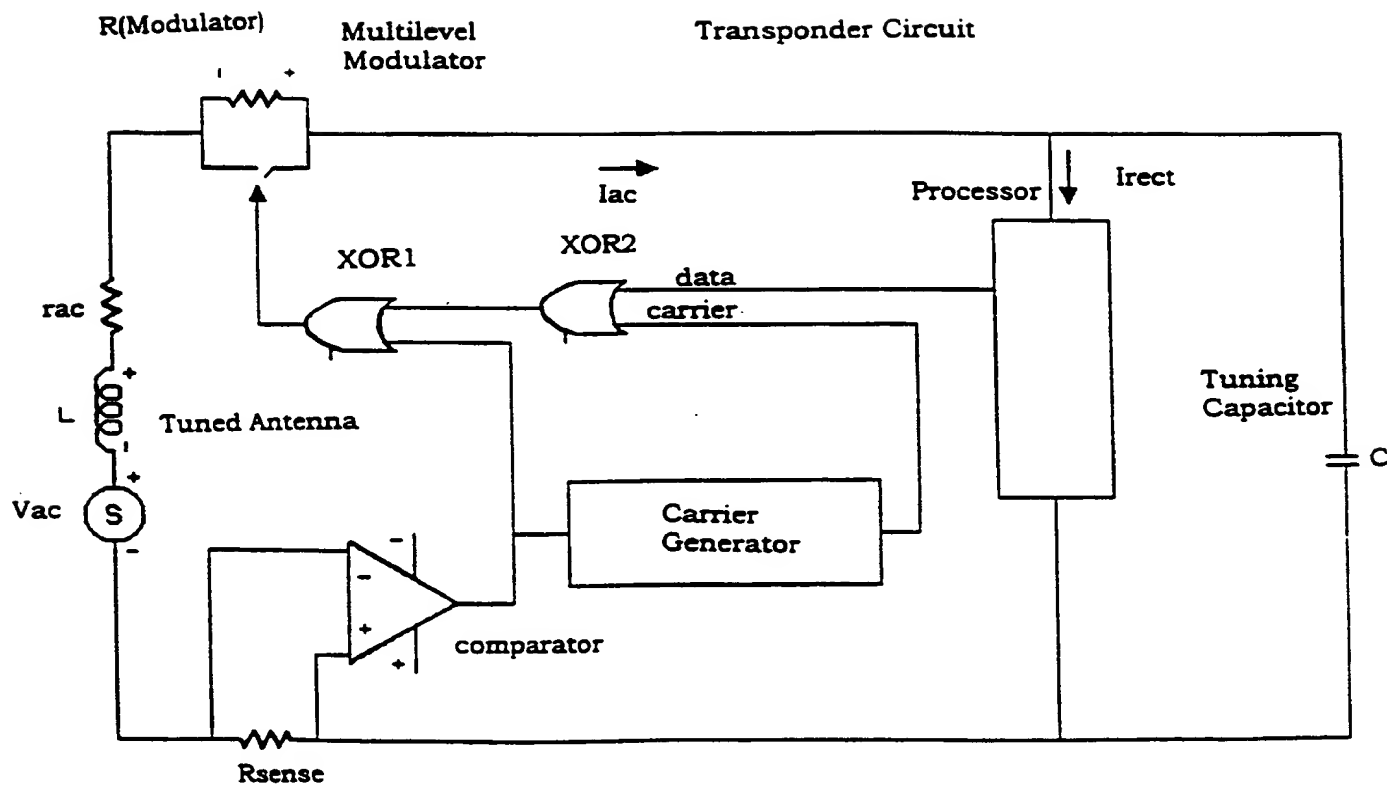 R(Modulator)
Multilevel
Modulator
Transponder Circuit
- +
Iac
Processor
Irect
XOR1
XOR2
data
carrier
rac
+
L
Tuned Antenna
-
+
Vac
S
-
Tuning
Capacitor
C
Carrier
Generator
-
-
+
+
comparator
Rsense